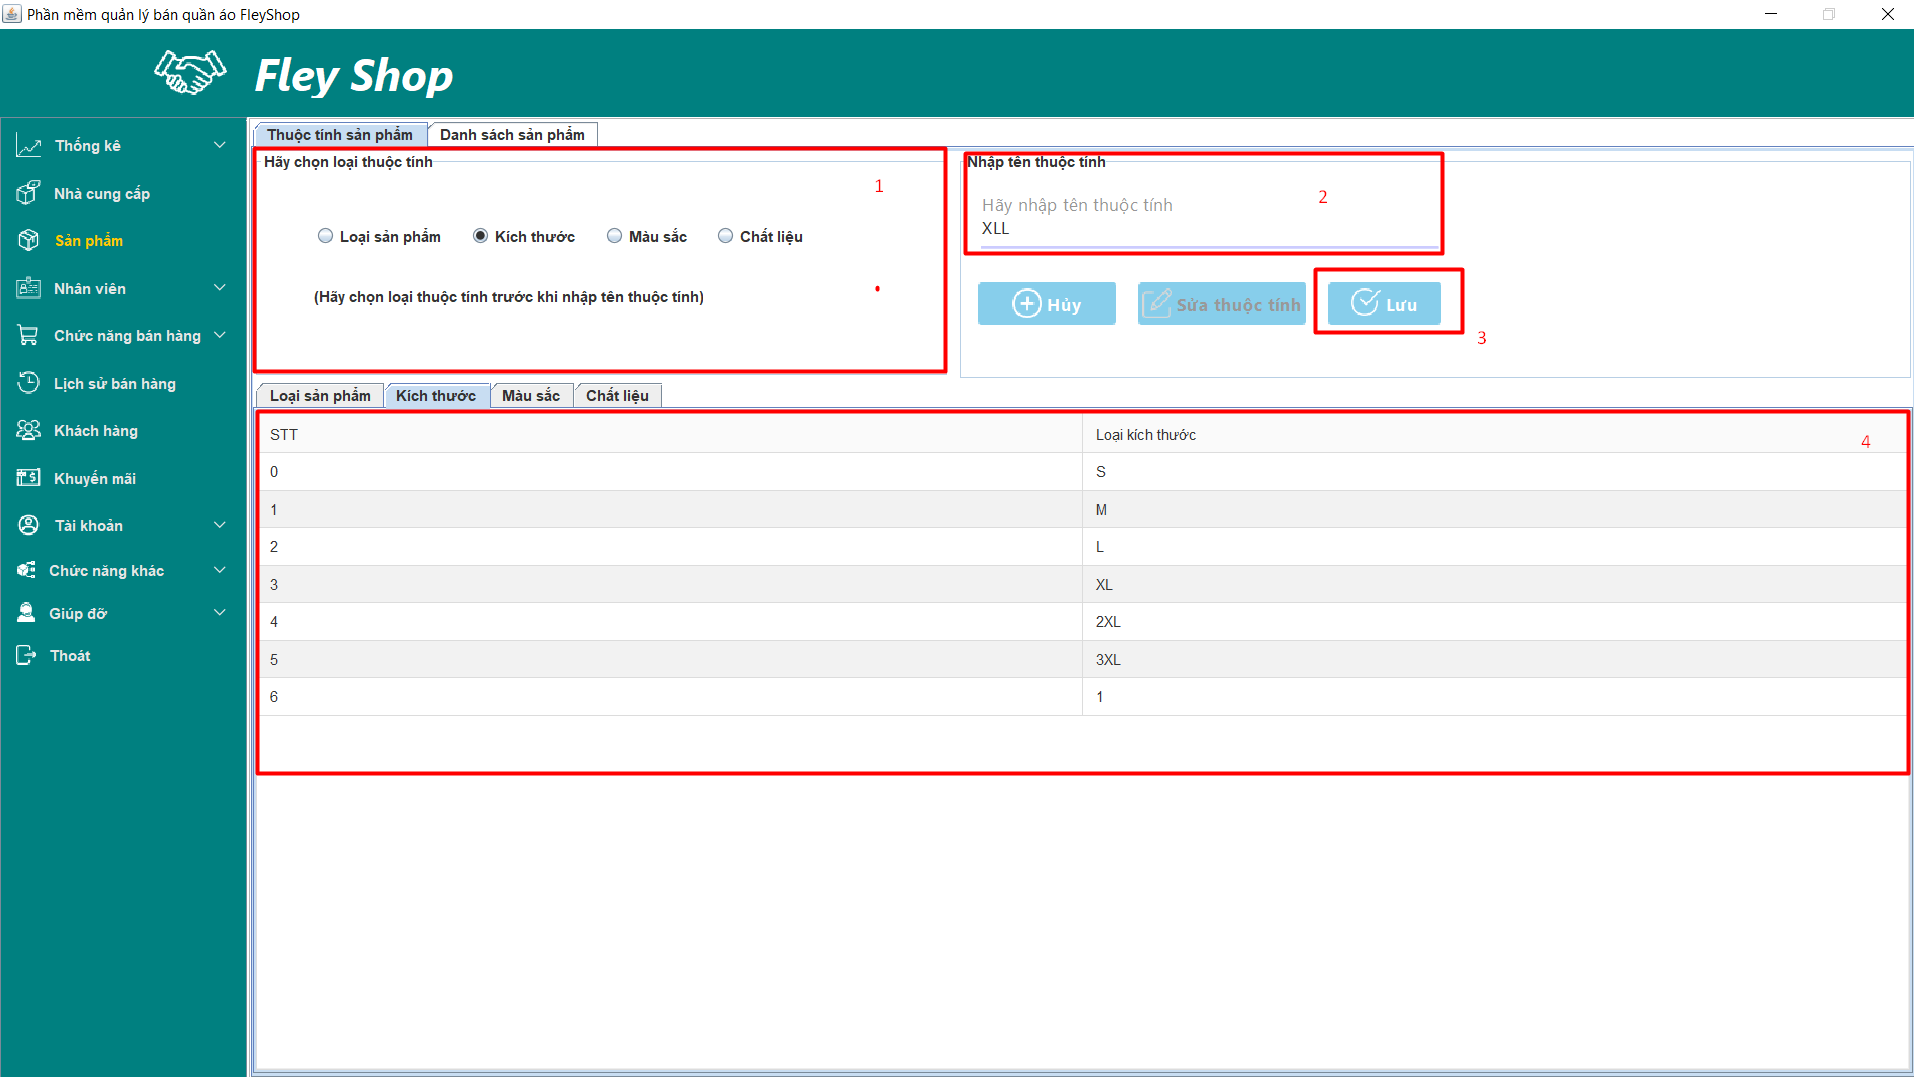 Phần mềm quản lý bán quần áo FleyShop
Fley Shop
Thống kê
Nhà cung cấp
Sản phẩm
Nhân viên
Chức năng bán hàng
Lịch sử bán hàng
Khách hàng
Khuyến mãi
Tài khoản
Chức năng khác
Giúp đỡ
Thoát
Thuộc tính sản phẩm Danh sách sản phẩm
Hãy chọn loại thuộc tính
1
Loại sản phẩm Kích thước Màu sắc Chất liệu
(Hãy chọn loại thuộc tính trước khi nhập tên thuộc tính)
Nhập tên thuộc tính
2
Hãy nhập tên thuộc tính
XLL
Hủy Sửa thuộc tính Lưu
3
Loại sản phẩm Kích thước Màu sắc Chất liệu
STT Loại kích thước 4
0 S
1 M
2 L
3 XL
4 2XL
5 3XL
6 1